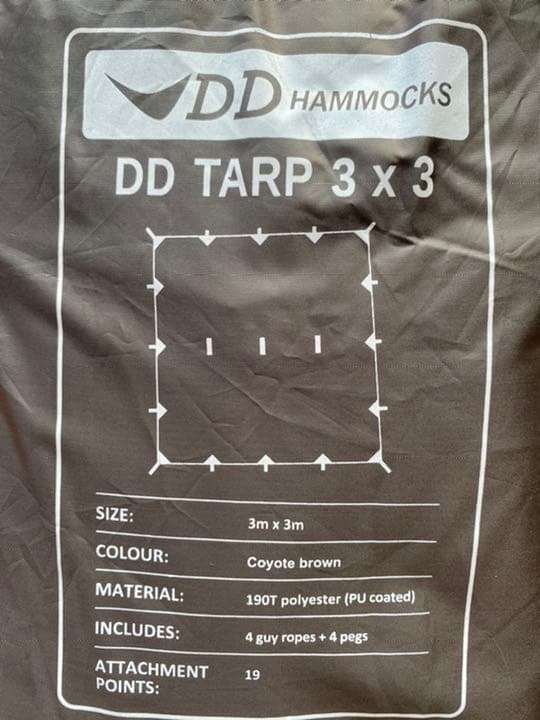 DD HAMMOCKS
DD TARP 3 x 3
SIZE: 3m x 3m
COLOUR: Coyote brown
MATERIAL: 190T polyester (PU coated)
INCLUDES: 4 guy ropes + 4 pegs
ATTACHMENT POINTS: 19